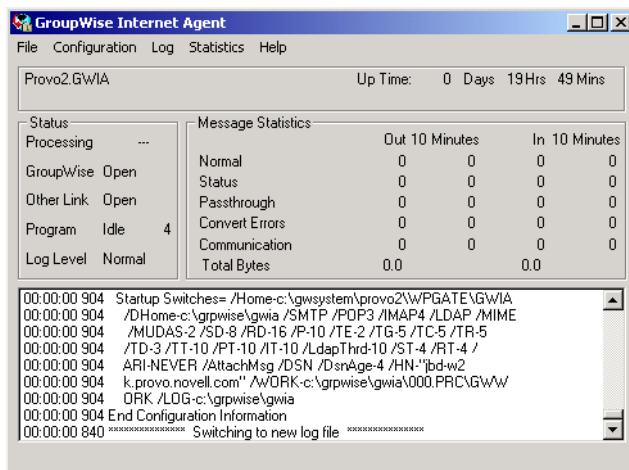 GroupWise Internet Agent
File Configuration Log Statistics Help
Provo2.GWIA Up Time: 0 Days 19 Hrs 49 Mins
Status
Processing ---
GroupWise Open
Other Link Open
Program Idle 4
Log Level Normal
Message Statistics
Out 10 Minutes In 10 Minutes
Normal 0 0 0 0
Status 0 0 0 0
Passthrough 0 0 0 0
Convert Errors 0 0 0 0
Communication 0 0 0 0
Total Bytes 0.0 0.0
00:00:00 904 Startup Switches= /Home-c:\gwsystem\provo2\WPGATE\GWIA
/DHome-c:\grpwise\gwia /SMTP /POP3 /IMAP4 /LDAP /MIME
/MUDAS-2 /SD-8 /RD-16 /P-10 /TE-2 /TG-5 /TC-5 /TR-5
00:00:00 904 /TD-3 /TT-10 /PT-10 /IT-10 /LdapThrd-10 /ST-4 /RT-4 /
00:00:00 904 ARI-NEVER /AttachMsg /DSN /DsnAge-4 /HN-"jbd-w2
00:00:00 904 k.provo.novell.com" /WORK-c:\grpwise\gwia\000.PRC\GWW
00:00:00 904 ORK /LOG-c:\grpwise\gwia
00:00:00 904 End Configuration Information
00:00:00 840 *************** Switching to new log file ***************